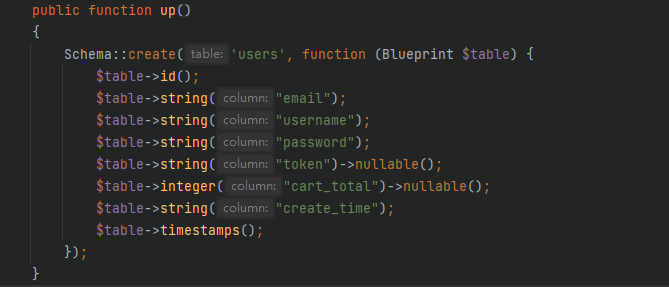 public function up()
{
    Schema::create( table: 'users', function (Blueprint $table) {
        $table->id();
        $table->string( column: "email");
        $table->string( column: "username");
        $table->string( column: "password");
        $table->string( column: "token")->nullable();
        $table->integer( column: "cart_total")->nullable();
        $table->string( column: "create_time");
        $table->timestamps();
    });
}